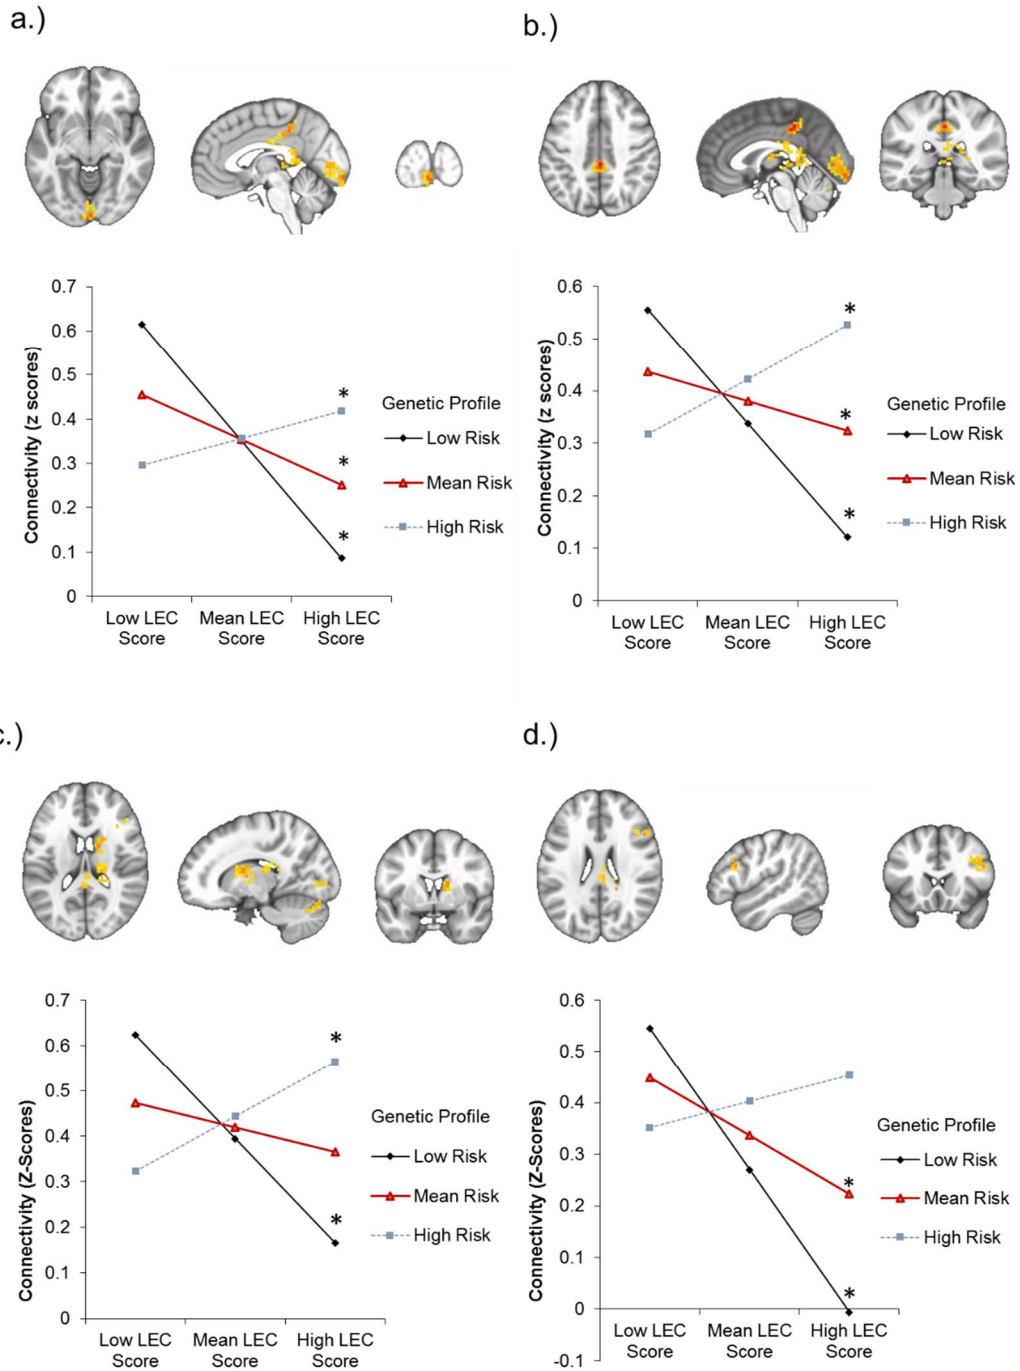 a.)
b.)
0.7
0.6
0.5
0.4
0.3
0.2
0.1
0
Connectivity (z scores)
Low LEC Score
Mean LEC Score
High LEC Score
*
*
*
Genetic Profile
Low Risk
Mean Risk
High Risk
0.6
0.5
0.4
0.3
0.2
0.1
0
Connectivity (z scores)
Low LEC Score
Mean LEC Score
High LEC Score
*
*
*
Genetic Profile
Low Risk
Mean Risk
High Risk
c.)
d.)
0.7
0.6
0.5
0.4
0.3
0.2
0.1
0
Connectivity (Z-Scores)
Low LEC Score
Mean LEC Score
High LEC Score
*
*
Genetic Profile
Low Risk
Mean Risk
High Risk
0.6
0.5
0.4
0.3
0.2
0.1
0
-0.1
Connectivity (Z-Scores)
Low LEC Score
Mean LEC Score
High LEC Score
*
*
Genetic Profile
Low Risk
Mean Risk
High Risk